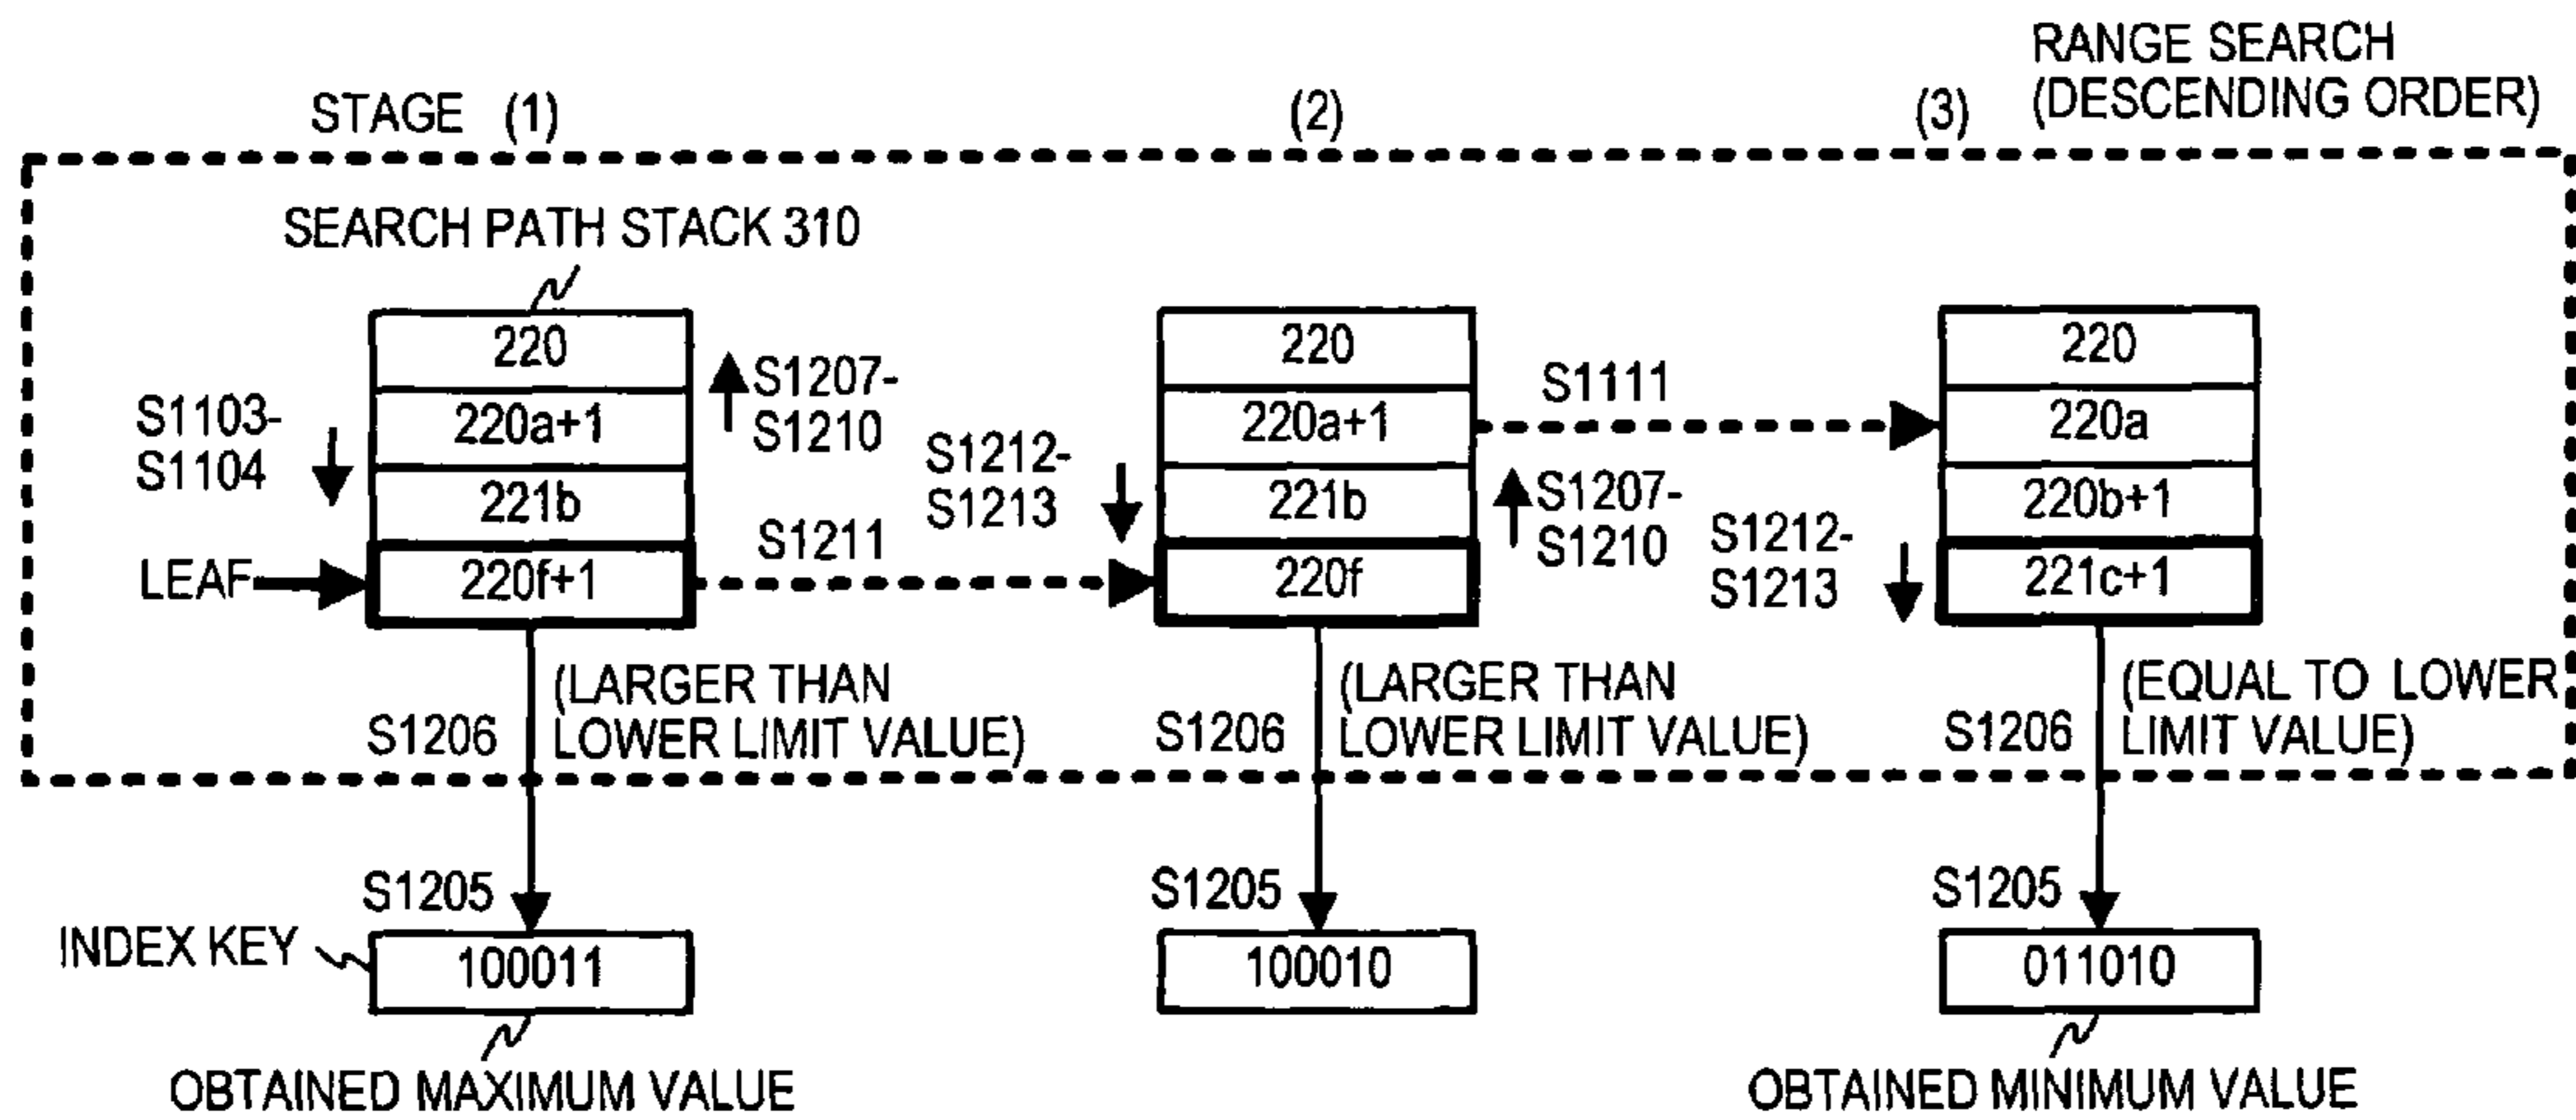 RANGE SEARCH
(DESCENDING ORDER)
STAGE (1)
(2)
(3)
SEARCH PATH STACK 310
220
220a+1
221b
220f+1
S1103-
S1104
LEAF
S1207-
S1210
S1211
S1212-
S1213
220
220a+1
221b
220f
S1111
S1207-
S1210
S1212-
S1213
220
220a
220b+1
221c+1
S1206
(LARGER THAN
LOWER LIMIT VALUE)
S1206
(LARGER THAN
LOWER LIMIT VALUE)
S1206
(EQUAL TO LOWER
LIMIT VALUE)
S1205
S1205
S1205
INDEX KEY
100011
100010
011010
OBTAINED MAXIMUM VALUE
OBTAINED MINIMUM VALUE